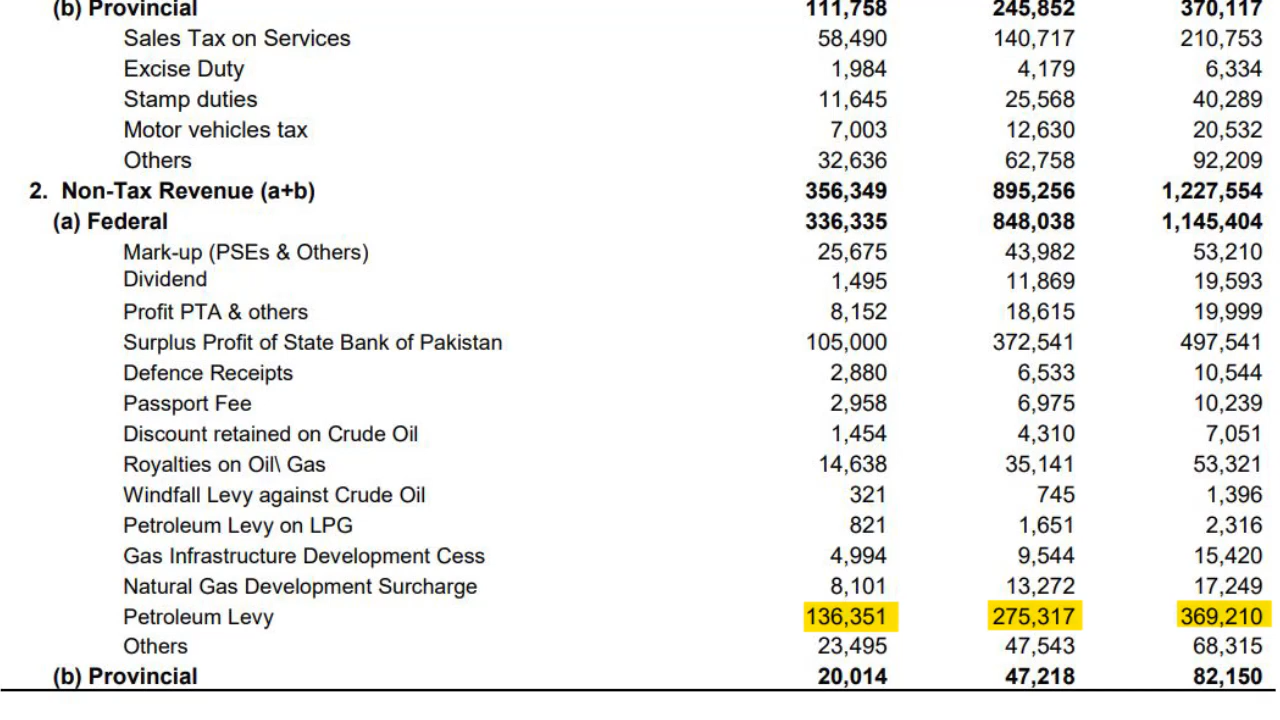 (b) Provincial 111,758 245,852 370,117
Sales Tax on Services 58,490 140,717 210,753
Excise Duty 1,984 4,179 6,334
Stamp duties 11,645 25,568 40,289
Motor vehicles tax 7,003 12,630 20,532
Others 32,636 62,758 92,209
2. Non-Tax Revenue (a+b) 356,349 895,256 1,227,554
(a) Federal 336,335 848,038 1,145,404
Mark-up (PSEs & Others) 25,675 43,982 53,210
Dividend 1,495 11,869 19,593
Profit PTA & others 8,152 18,615 19,999
Surplus Profit of State Bank of Pakistan 105,000 372,541 497,541
Defence Receipts 2,880 6,533 10,544
Passport Fee 2,958 6,975 10,239
Discount retained on Crude Oil 1,454 4,310 7,051
Royalties on Oil\ Gas 14,638 35,141 53,321
Windfall Levy against Crude Oil 321 745 1,396
Petroleum Levy on LPG 821 1,651 2,316
Gas Infrastructure Development Cess 4,994 9,544 15,420
Natural Gas Development Surcharge 8,101 13,272 17,249
Petroleum Levy 136,351 275,317 369,210
Others 23,495 47,543 68,315
(b) Provincial 20,014 47,218 82,150